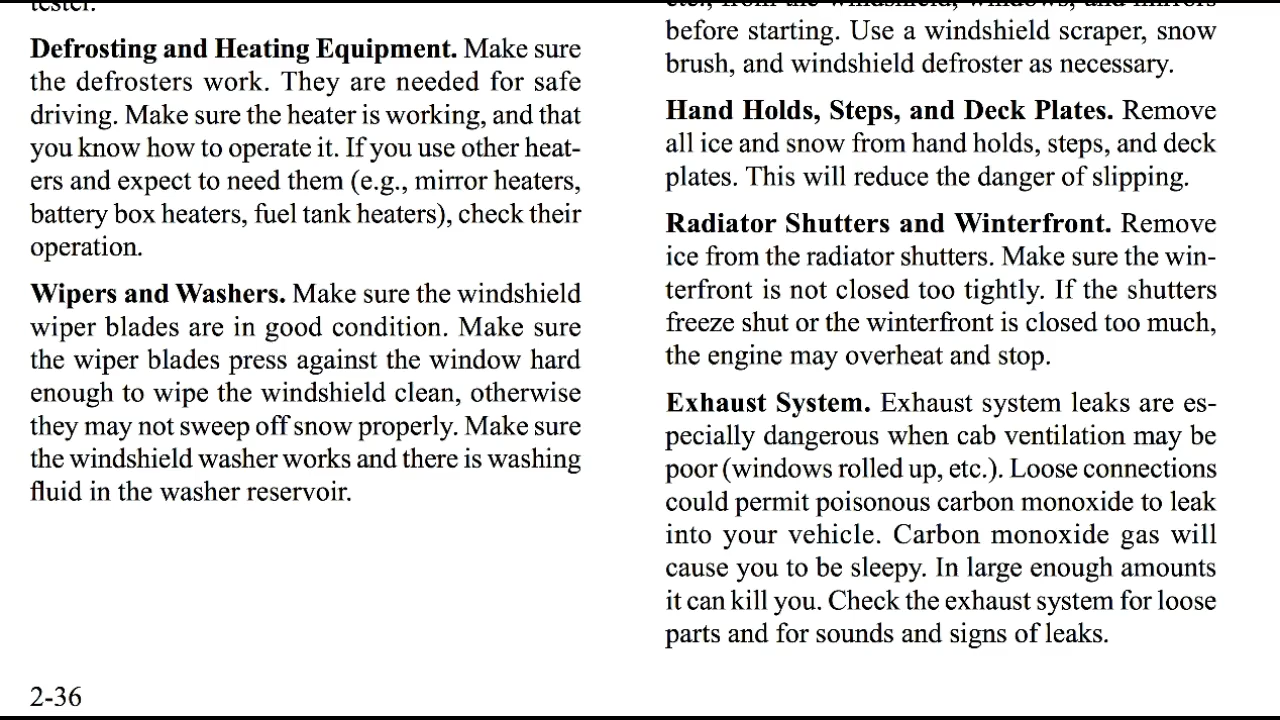 tester.
Defrosting and Heating Equipment. Make sure
the defrosters work. They are needed for safe
driving. Make sure the heater is working, and that
you know how to operate it. If you use other heat-
ers and expect to need them (e.g., mirror heaters,
battery box heaters, fuel tank heaters), check their
operation.
Wipers and Washers. Make sure the windshield
wiper blades are in good condition. Make sure
the wiper blades press against the window hard
enough to wipe the windshield clean, otherwise
they may not sweep off snow properly. Make sure
the windshield washer works and there is washing
fluid in the washer reservoir.
2-36
etc., from the windshield, windows, and mirrors
before starting. Use a windshield scraper, snow
brush, and windshield defroster as necessary.
Hand Holds, Steps, and Deck Plates. Remove
all ice and snow from hand holds, steps, and deck
plates. This will reduce the danger of slipping.
Radiator Shutters and Winterfront. Remove
ice from the radiator shutters. Make sure the win-
terfront is not closed too tightly. If the shutters
freeze shut or the winterfront is closed too much,
the engine may overheat and stop.
Exhaust System. Exhaust system leaks are es-
pecially dangerous when cab ventilation may be
poor (windows rolled up, etc.). Loose connections
could permit poisonous carbon monoxide to leak
into your vehicle. Carbon monoxide gas will
cause you to be sleepy. In large enough amounts
it can kill you. Check the exhaust system for loose
parts and for sounds and signs of leaks.